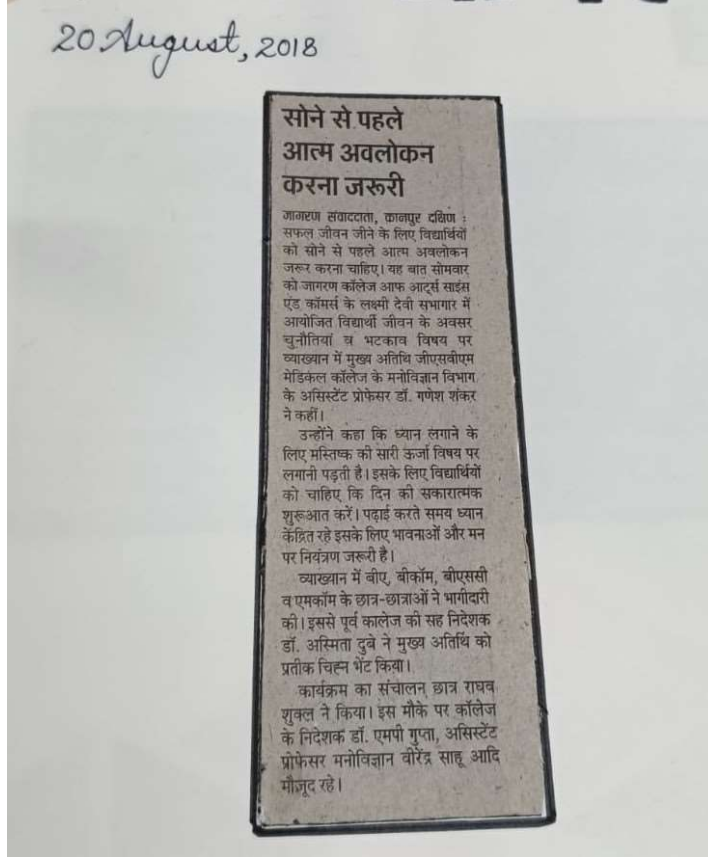 20 August, 2018
सोने से पहले
आत्म अवलोकन
करना जरूरी
जागरण संवाददाता, कानपुर दक्षिण :
सफल जीवन जीने के लिए विद्यार्थियों
को सोने से पहले आत्म अवलोकन
जरूर करना चाहिए। यह बात सोमवार
को जागरण कॉलेज आफ आर्ट्स साइंस
एंड कॉमर्स के लक्ष्मी देवी सभागार में
आयोजित विद्यार्थी जीवन के अवसर
चुनौतियां व भटकाव विषय पर
व्याख्यान में मुख्य अतिथि जीएसवीएम
मेडिकल कॉलेज के मनोविज्ञान विभाग
के असिस्टेंट प्रोफेसर डॉ. गणेश शंकर
ने कहीं।
उन्होंने कहा कि ध्यान लगाने के
लिए मस्तिष्क की सारी ऊर्जा विषय पर
लगानी पड़ती है। इसके लिए विद्यार्थियों
को चाहिए कि दिन की सकारात्मक
शुरूआत करें। पढ़ाई करते समय ध्यान
केंद्रित रहे इसके लिए भावनाओं और मन
पर नियंत्रण जरूरी है।
व्याख्यान में बीए, बीकॉम, बीएससी
व एमकॉम के छात्र-छात्राओं ने भागीदारी
की। इससे पूर्व कालेज की सह निदेशक
डॉ. अस्मिता दुबे ने मुख्य अतिथि को
प्रतीक चिह्न भेंट किया।
कार्यक्रम का संचालन छात्र राघव
शुक्ल ने किया। इस मौके पर कॉलेज
के निदेशक डॉ. एमपी गुप्ता, असिस्टेंट
प्रोफेसर मनोविज्ञान वीरेंद्र साहू आदि
मौजूद रहे।